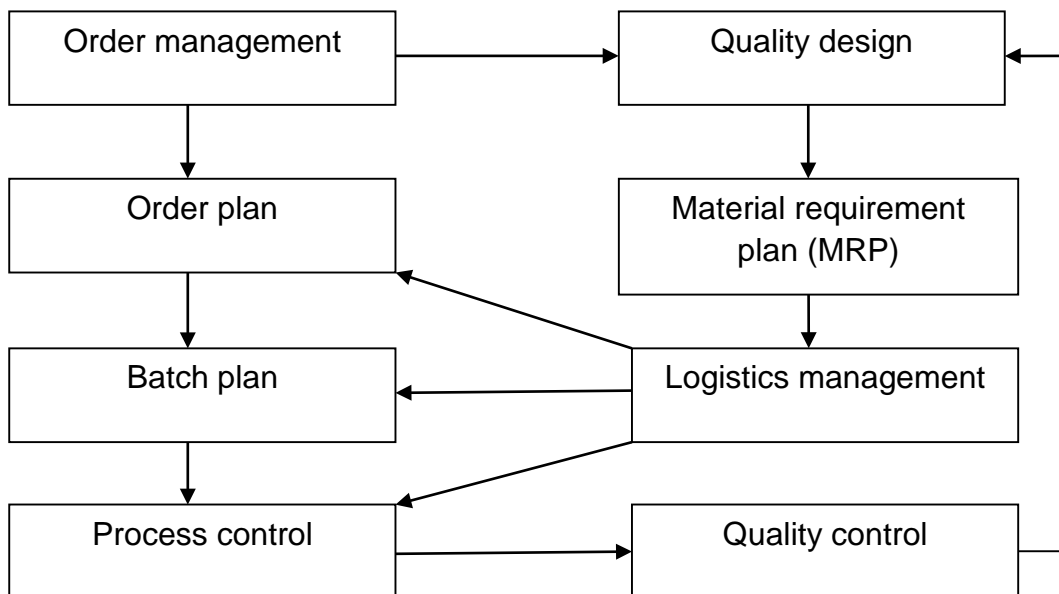 Order management
Quality design
Order plan
Material requirement
plan (MRP)
Batch plan
Logistics management
Process control
Quality control